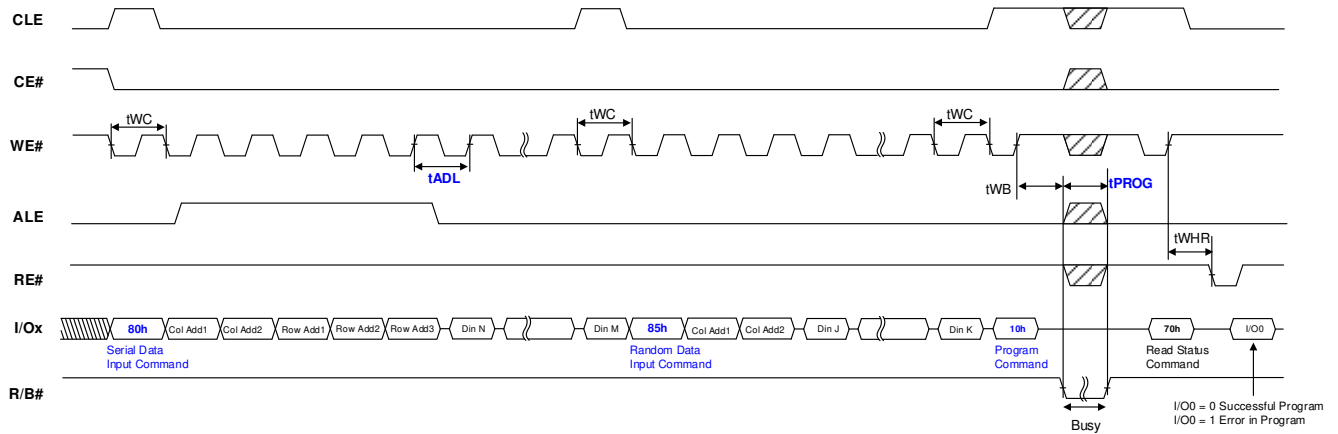 CLE
CE#
tWC tWC tWC
WE#
tADL
tWB tPROG
ALE
tWHR
RE#
I/Ox 80h Col Add1 Col Add2 Row Add1 Row Add2 Row Add3 Din N Din M 85h Col Add1 Col Add2 Din J Din K 10h 70h I/O0
Serial Data Random Data Program Read Status
Input Command Input Command Command Command
R/B#
Busy
I/O0 = 0 Successful Program
I/O0 = 1 Error in Program